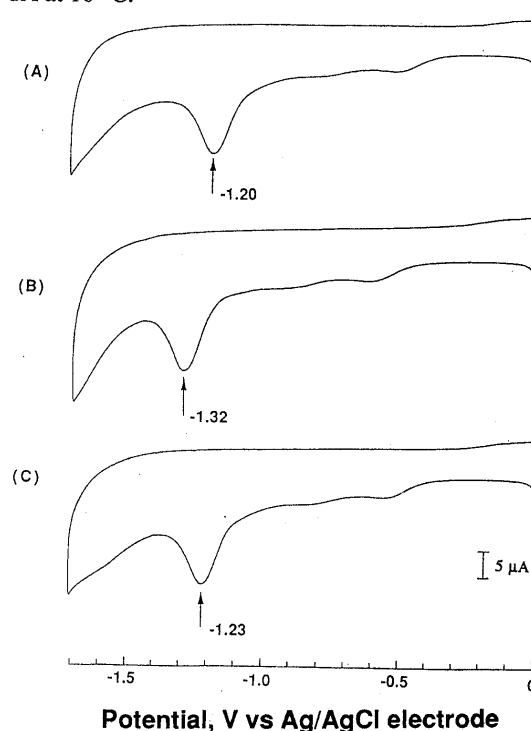 (A)
-1.20
(B)
-1.32
(C)
5 µA
-1.23
-1.5 -1.0 -0.5 0
Potential, V vs Ag/AgCl electrode